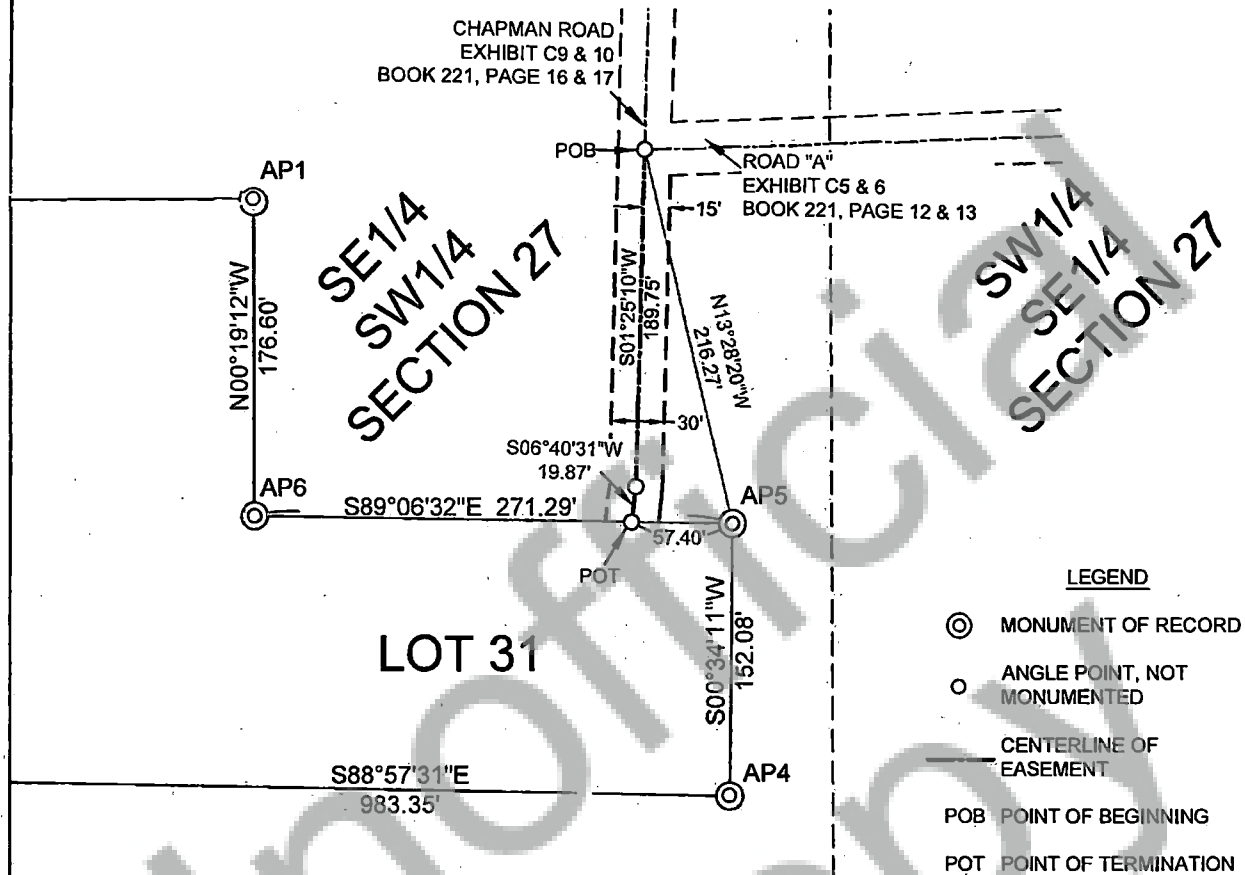 CHAPMAN ROAD
EXHIBIT C9 & 10
BOOK 221, PAGE 16 & 17
POB
ROAD "A"
EXHIBIT C5 & 6
BOOK 221, PAGE 12 & 13
AP1
15'
SE1/4
SW1/4
SECTION 27
SW1/4
SE1/4
SECTION 27
N00°19'12"W
176.60'
S01°25'10"W
189.75'
N13°28'20"W
216.27'
30'
S06°40'31"W
19.87'
AP6
S89°06'32"E 271.29'
AP5
57.40'
POT
LOT 31
S00°34'11"W
152.08'
S88°57'31"E
983.35'
AP4
LEGEND
MONUMENT OF RECORD
ANGLE POINT, NOT
MONUMENTED
CENTERLINE OF
EASEMENT
POB POINT OF BEGINNING
POT POINT OF TERMINATION